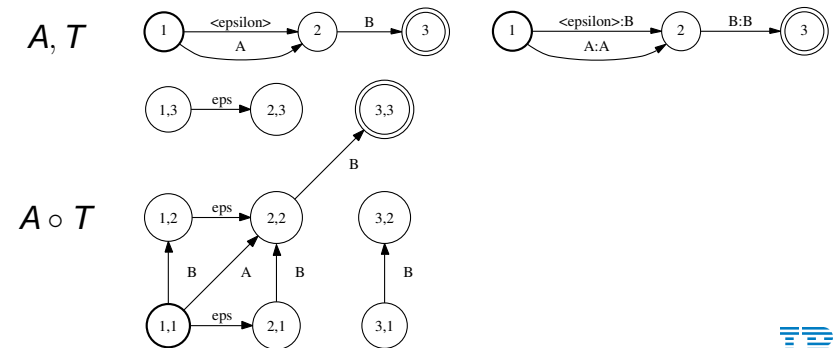 A, T
1 <epsilon> A 2 B 3
1 <epsilon>:B A:A 2 B:B 3
1,3 eps 2,3 3,3
B
A ∘ T
1,2 eps 2,2 3,2
B A B B
1,1 eps 2,1 3,1